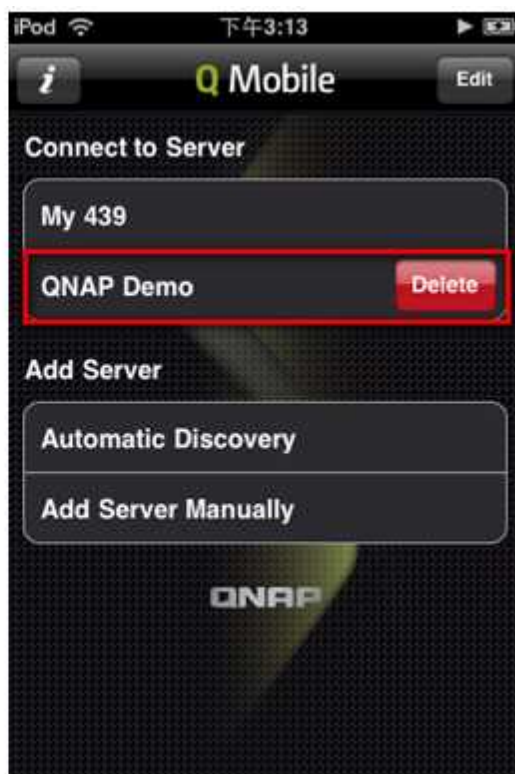 iPod 下午3:13
i Q Mobile Edit
Connect to Server
My 439
QNAP Demo Delete
Add Server
Automatic Discovery
Add Server Manually
QNAP